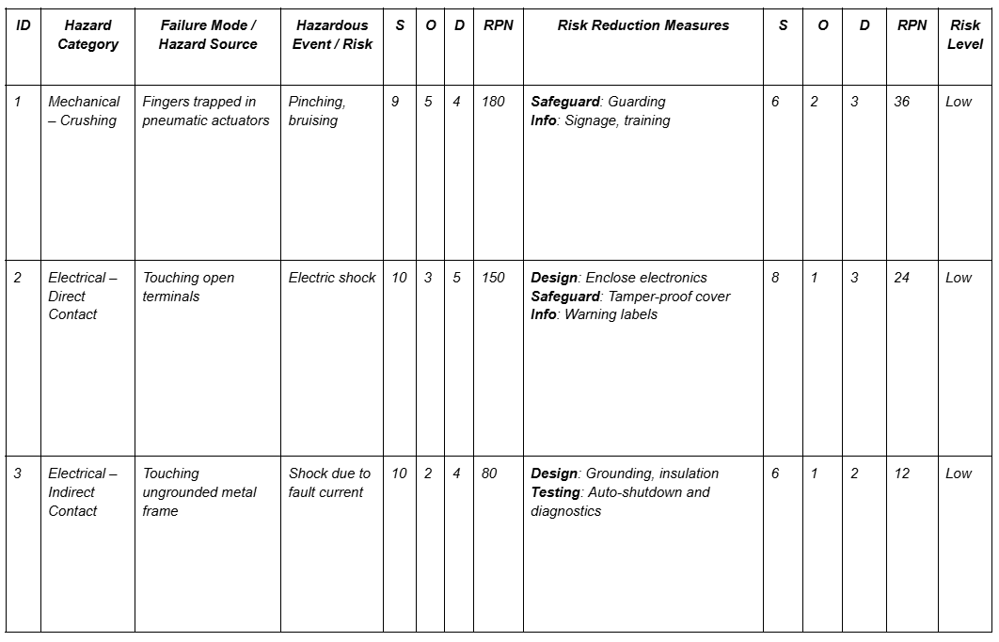 ID Hazard Category Failure Mode / Hazard Source Hazardous Event / Risk S O D RPN Risk Reduction Measures S O D RPN Risk Level
1 Mechanical – Crushing Fingers trapped in pneumatic actuators Pinching, bruising 9 5 4 180 Safeguard: Guarding Info: Signage, training 6 2 3 36 Low
2 Electrical – Direct Contact Touching open terminals Electric shock 10 3 5 150 Design: Enclose electronics Safeguard: Tamper-proof cover Info: Warning labels 8 1 3 24 Low
3 Electrical – Indirect Contact Touching ungrounded metal frame Shock due to fault current 10 2 4 80 Design: Grounding, insulation Testing: Auto-shutdown and diagnostics 6 1 2 12 Low